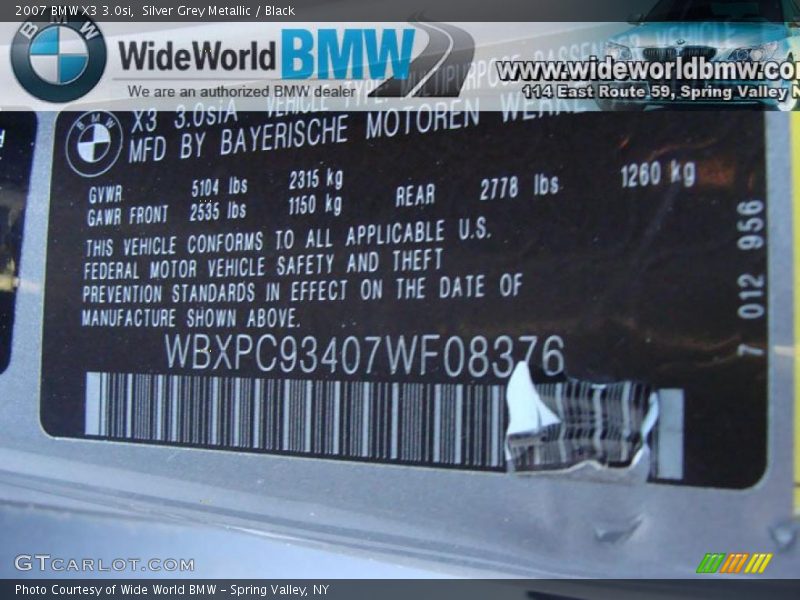 2007 BMW X3 3.0si, Silver Grey Metallic / Black
BMW
WideWorld BMW
We are an authorized BMW dealer
www.wideworldbmw.co
114 East Route 59, Spring Valley N
BMW
X3 3.0siA VEHICLE TYPE: MULTIPURPOSE PASSENGER
MFD BY BAYERISCHE MOTOREN WERKE
GVWR 5104 lbs 2315 kg
GAWR FRONT 2535 lbs 1150 kg REAR 2778 lbs 1260 kg
THIS VEHICLE CONFORMS TO ALL APPLICABLE U.S.
FEDERAL MOTOR VEHICLE SAFETY AND THEFT
PREVENTION STANDARDS IN EFFECT ON THE DATE OF
MANUFACTURE SHOWN ABOVE.
WBXPC93407WF08376
7 012 956
GTCARLOT.COM
Photo Courtesy of Wide World BMW - Spring Valley, NY